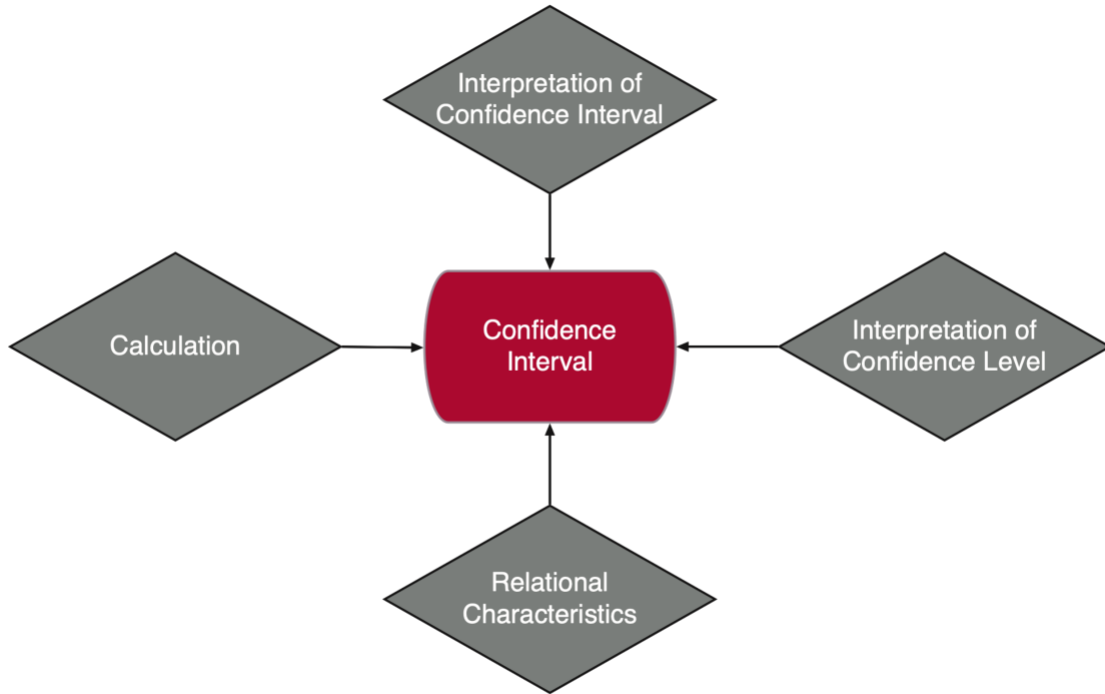 Interpretation of
Confidence Interval
Calculation
Confidence
Interval
Interpretation of
Confidence Level
Relational
Characteristics